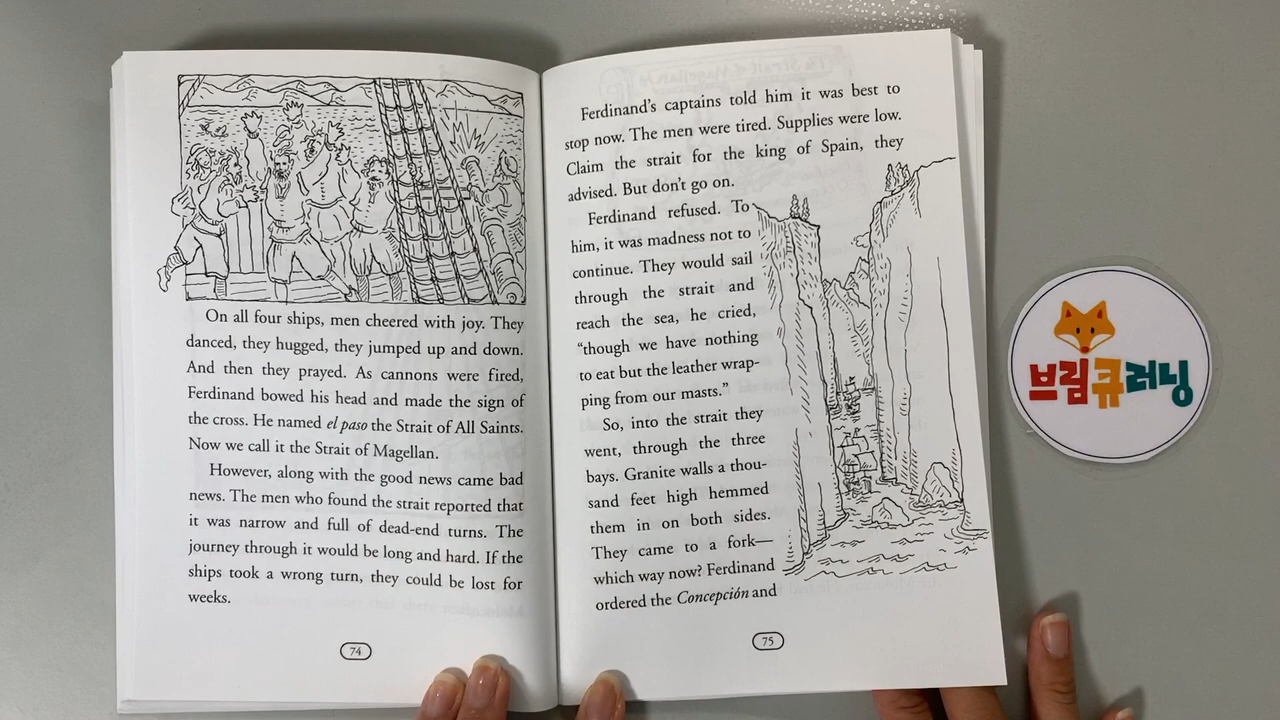 On all four ships, men cheered with joy. They
danced, they hugged, they jumped up and down.
And then they prayed. As cannons were fired,
Ferdinand bowed his head and made the sign of
the cross. He named el paso the Strait of All Saints.
Now we call it the Strait of Magellan.
However, along with the good news came bad
news. The men who found the strait reported that
it was narrow and full of dead-end turns. The
journey through it would be long and hard. If the
ships took a wrong turn, they could be lost for
weeks.
74
Ferdinand's captains told him it was best to
stop now. The men were tired. Supplies were low.
Claim the strait for the king of Spain, they
advised. But don't go on.
Ferdinand refused. To
him, it was madness not to
continue. They would sail
through the strait and
reach the sea, he cried,
“though we have nothing
to eat but the leather wrap-
ping from our masts.”
So, into the strait they
went, through the three
bays. Granite walls a thou-
sand feet high hemmed
them in on both sides.
They came to a fork—
which way now? Ferdinand
ordered the Concepción and
75
브림큐러닝